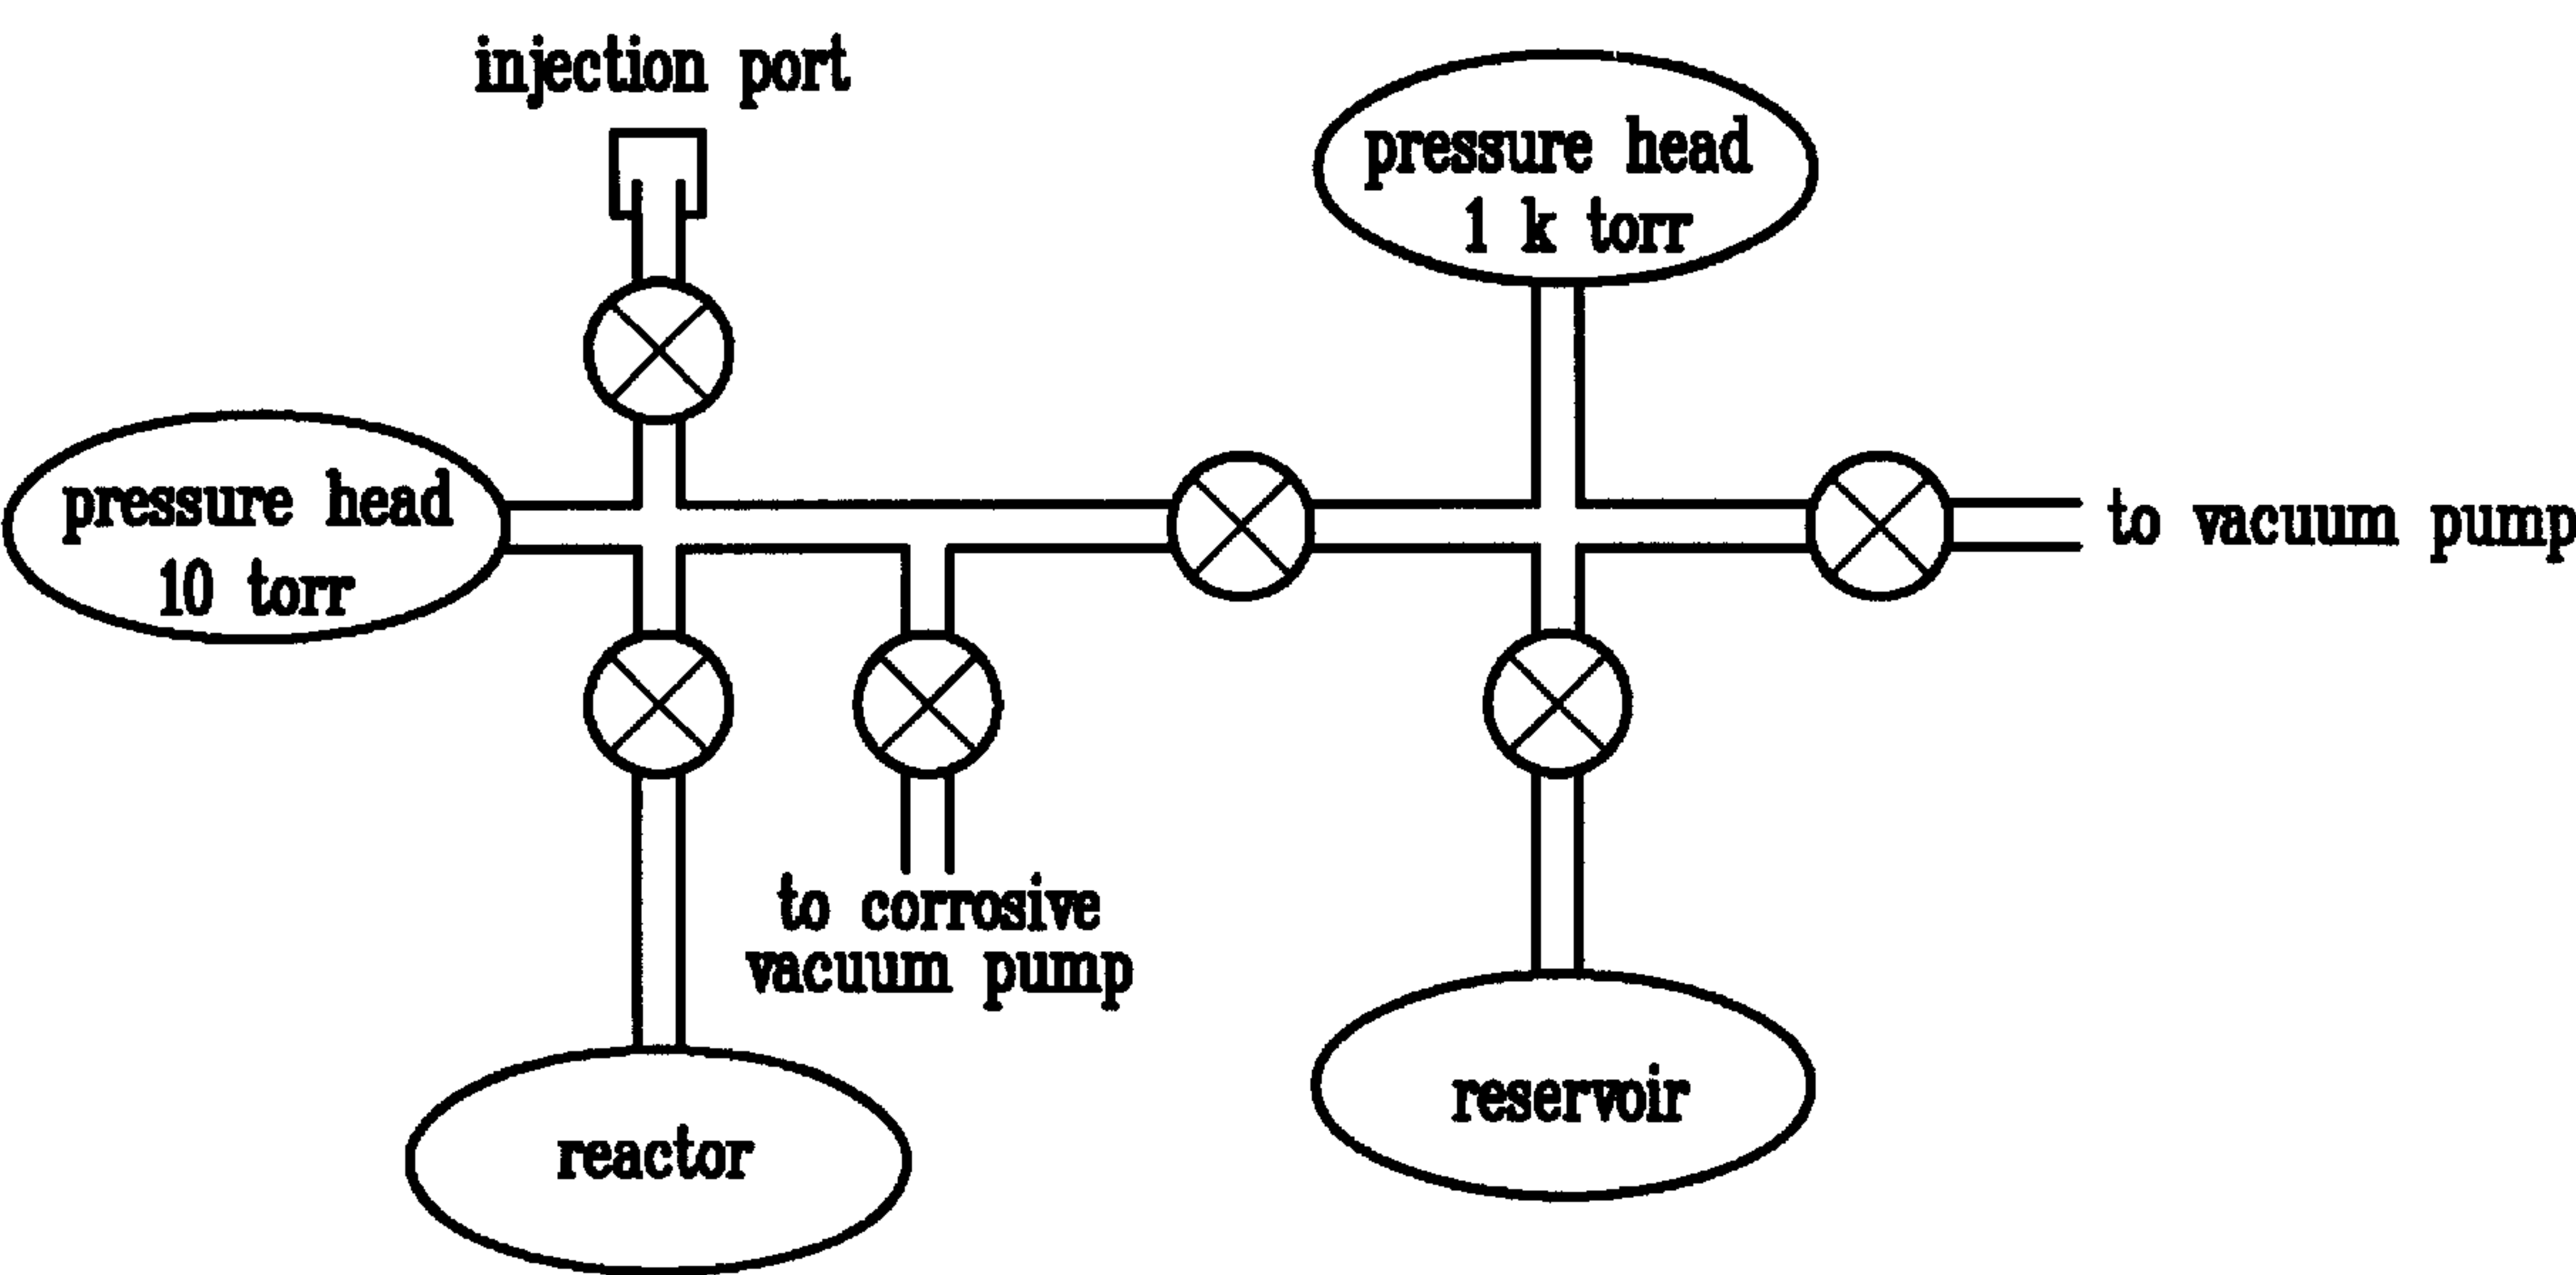 injection port
pressure head
1 k torr
pressure head
10 torr
to vacuum pump
to corrosive
vacuum pump
reactor
reservoir